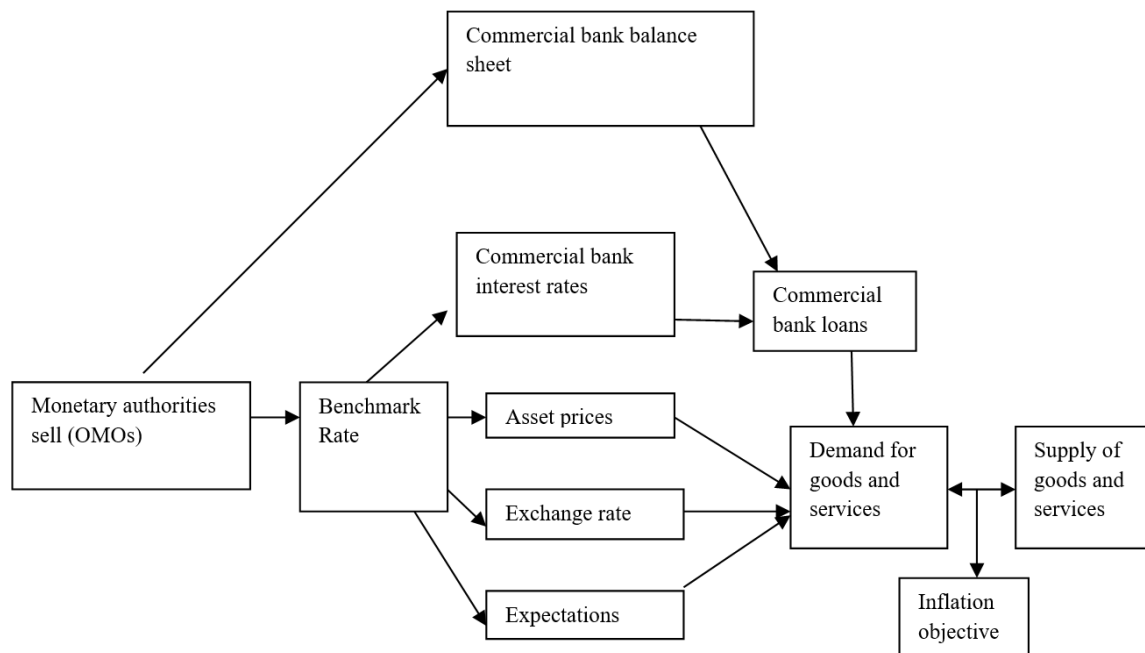 Commercial bank balance
sheet
Commercial bank
interest rates
Commercial
bank loans
Monetary authorities
sell (OMOs)
Benchmark
Rate
Asset prices
Exchange rate
Expectations
Demand for
goods and
services
Supply of
goods and
services
Inflation
objective